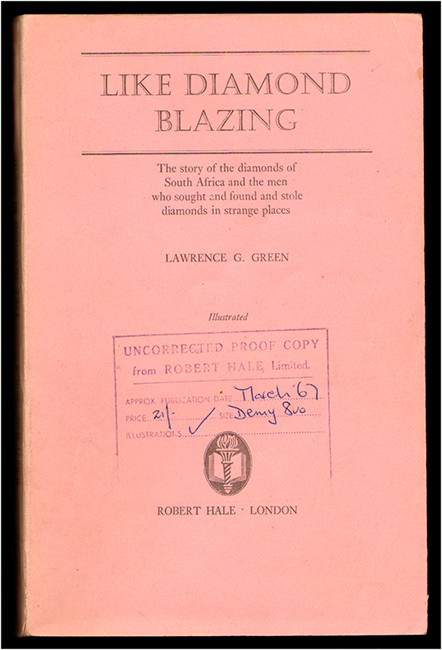 LIKE DIAMOND
BLAZING
The story of the diamonds of
South Africa and the men
who sought and found and stole
diamonds in strange places
LAWRENCE G. GREEN
Illustrated
UNCORRECTED PROOF COPY
from ROBERT HALE, Limited.
APPROX. PUBLICATION DATE March '67
PRICE 21/- SIZE Demy 8vo
ILLUSTRATIONS ✓
ROBERT HALE · LONDON